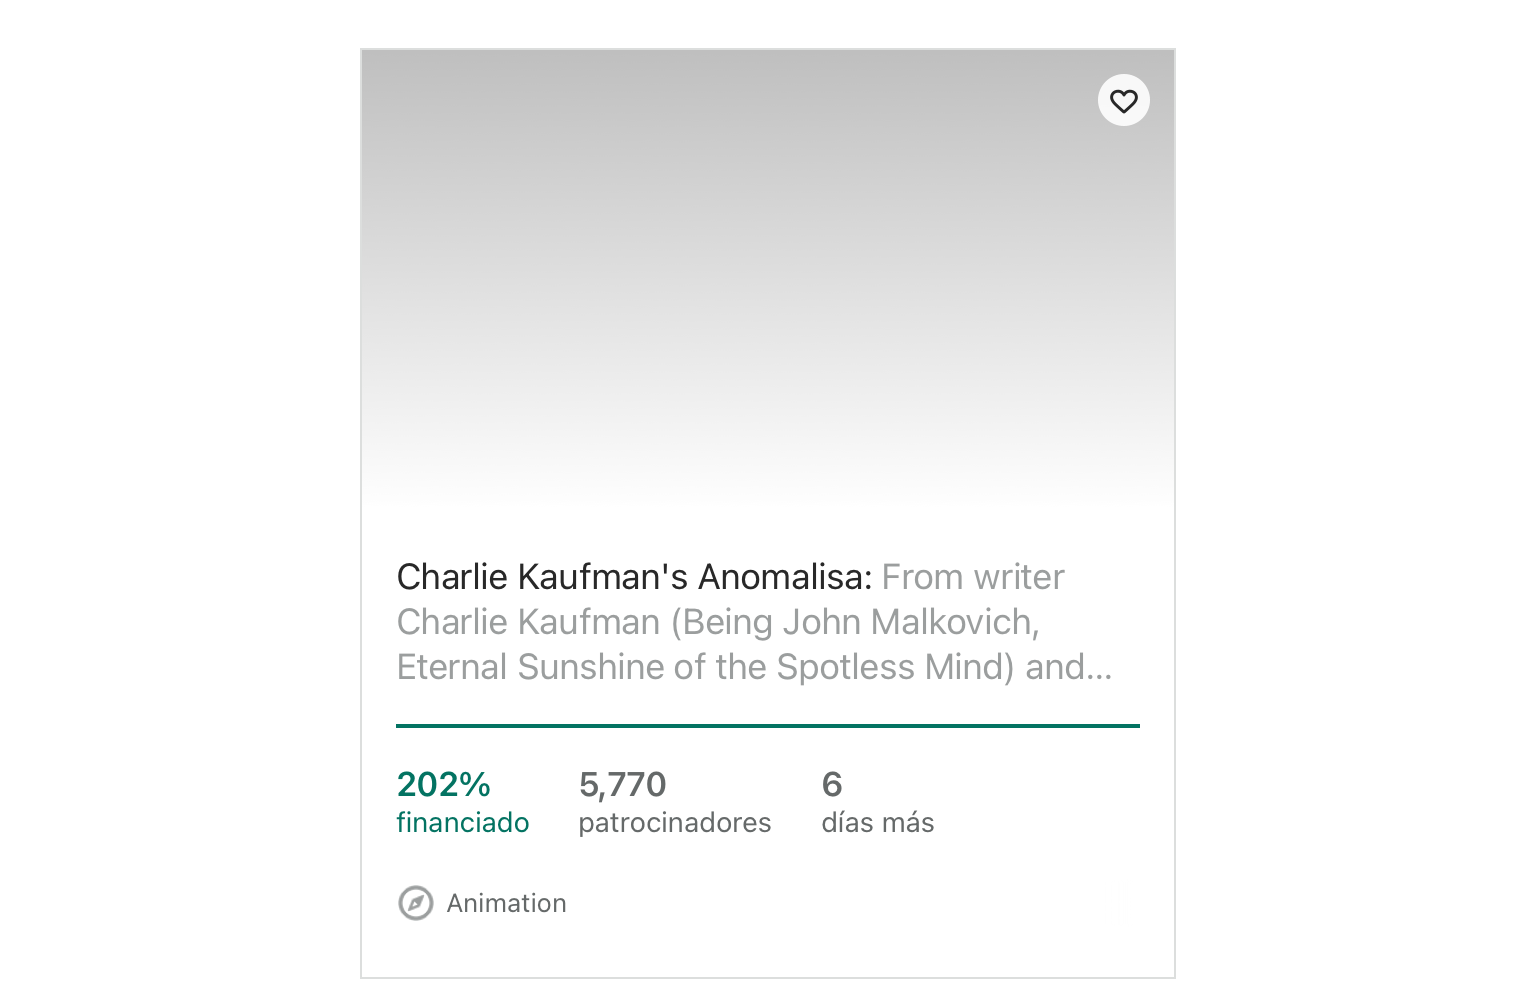 Charlie Kaufman's Anomalisa: From writer
Charlie Kaufman (Being John Malkovich,
Eternal Sunshine of the Spotless Mind) and…
202% 5,770 6
financiado patrocinadores días más
Animation